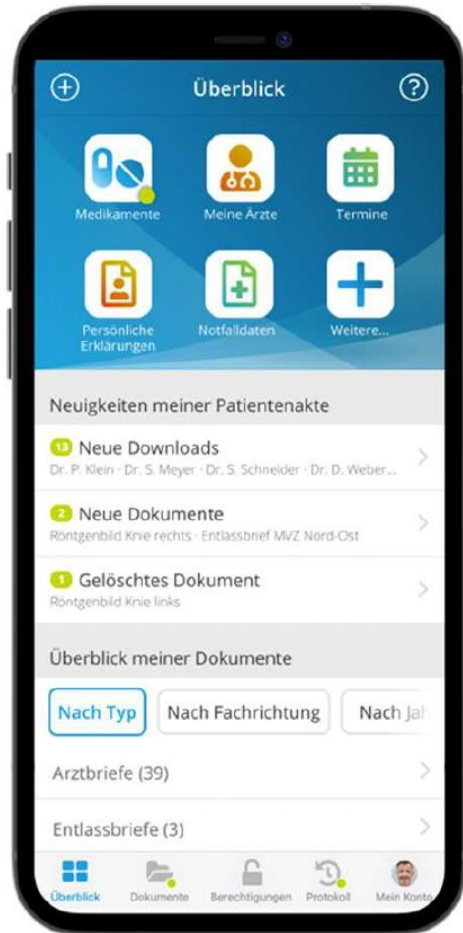 Überblick
Medikamente
Meine Ärzte
Termine
Persönliche
Erklärungen
Notfalldaten
Weitere...
Neuigkeiten meiner Patientenakte
13 Neue Downloads
Dr. P. Klein · Dr. S. Meyer · Dr. S. Schneider · Dr. D. Weber...
2 Neue Dokumente
Röntgenbild Knie rechts · Entlassbrief MVZ Nord-Ost
1 Gelöschtes Dokument
Röntgenbild Knie links
Überblick meiner Dokumente
Nach Typ
Nach Fachrichtung
Nach Jah
Arztbriefe (39)
Entlassbriefe (3)
Überblick
Dokumente
Berechtigungen
Protokoll
Mein Konto